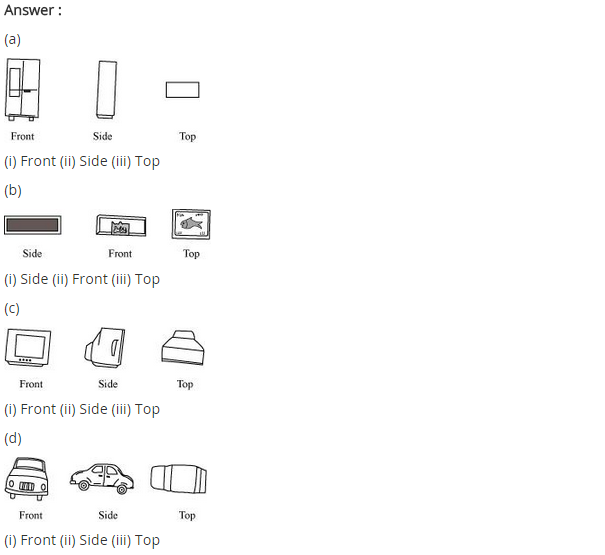 Answer :
(a)
Front Side Top
(i) Front (ii) Side (iii) Top
(b)
Side Front Top
(i) Side (ii) Front (iii) Top
(c)
Front Side Top
(i) Front (ii) Side (iii) Top
(d)
Front Side Top
(i) Front (ii) Side (iii) Top